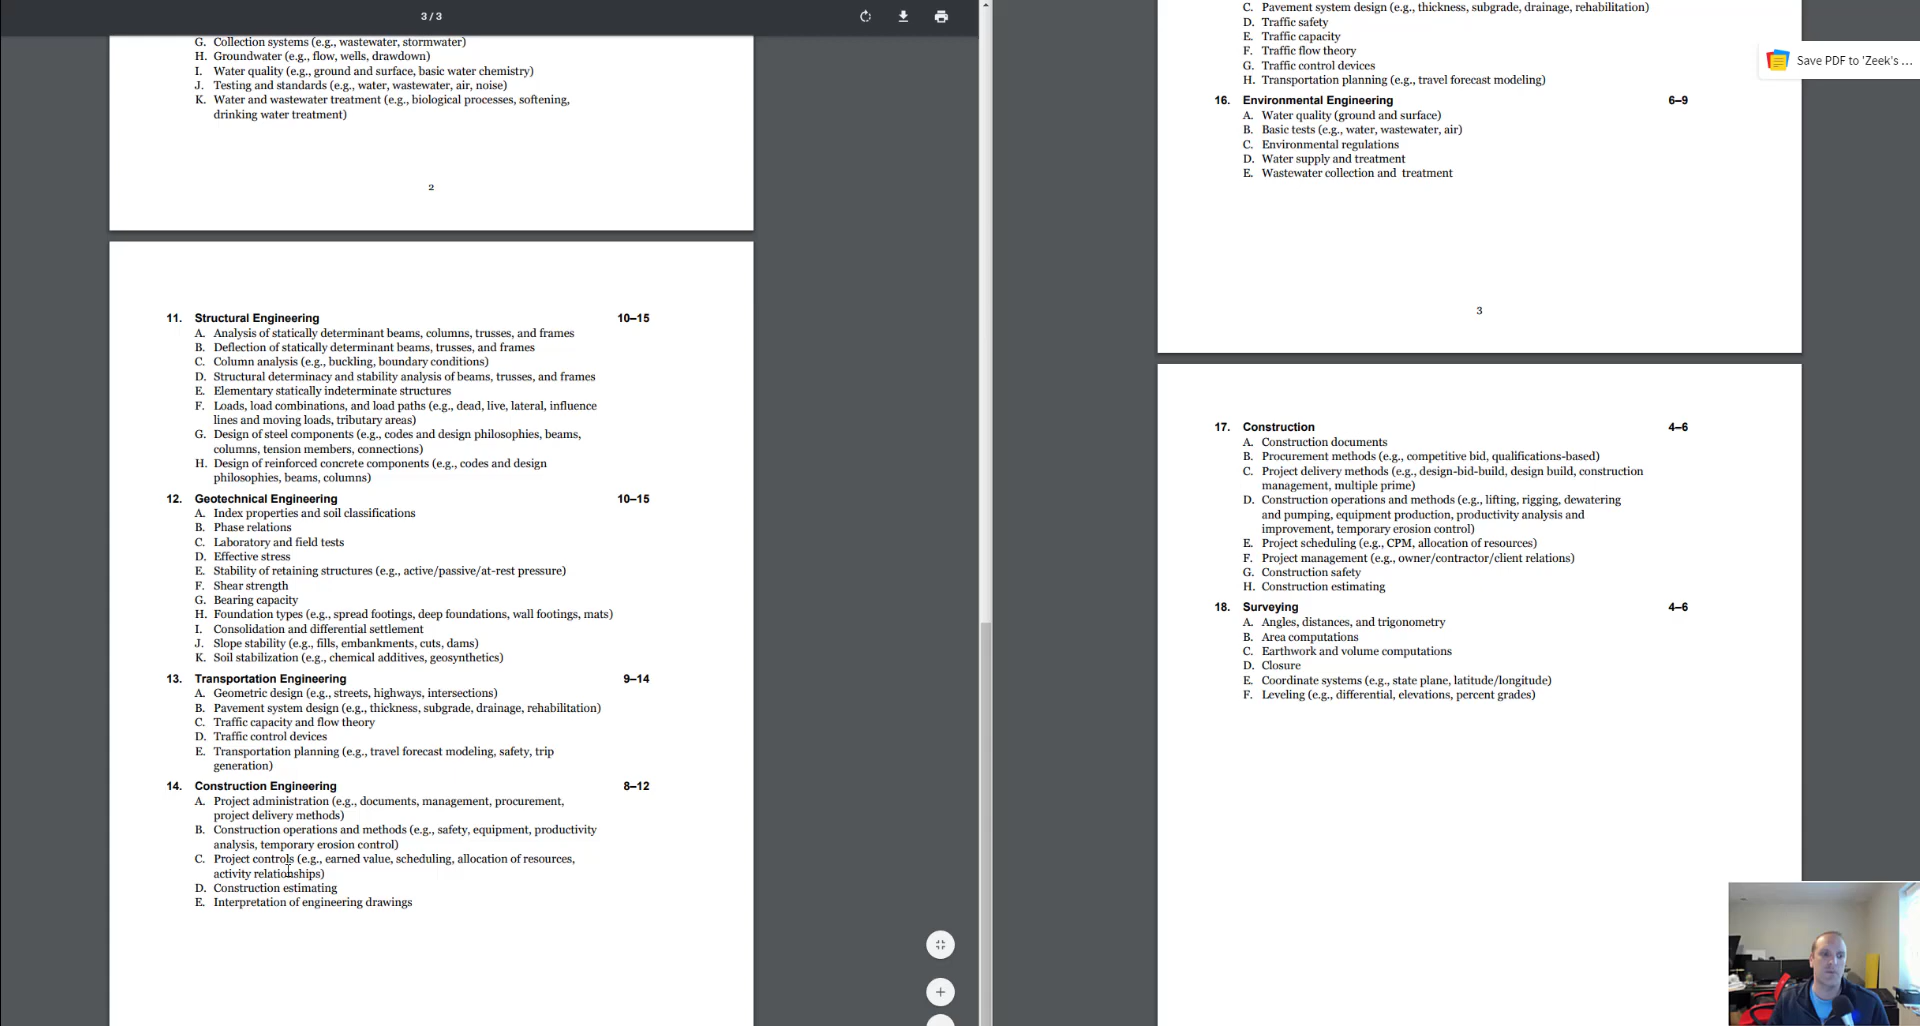 3 / 3
G. Collection systems (e.g., wastewater, stormwater)
H. Groundwater (e.g., flow, wells, drawdown)
I. Water quality (e.g., ground and surface, basic water chemistry)
J. Testing and standards (e.g., water, wastewater, air, noise)
K. Water and wastewater treatment (e.g., biological processes, softening,
drinking water treatment)
2
11. Structural Engineering 10–15
A. Analysis of statically determinant beams, columns, trusses, and frames
B. Deflection of statically determinant beams, trusses, and frames
C. Column analysis (e.g., buckling, boundary conditions)
D. Structural determinacy and stability analysis of beams, trusses, and frames
E. Elementary statically indeterminate structures
F. Loads, load combinations, and load paths (e.g., dead, live, lateral, influence
lines and moving loads, tributary areas)
G. Design of steel components (e.g., codes and design philosophies, beams,
columns, tension members, connections)
H. Design of reinforced concrete components (e.g., codes and design
philosophies, beams, columns)
12. Geotechnical Engineering 10–15
A. Index properties and soil classifications
B. Phase relations
C. Laboratory and field tests
D. Effective stress
E. Stability of retaining structures (e.g., active/passive/at-rest pressure)
F. Shear strength
G. Bearing capacity
H. Foundation types (e.g., spread footings, deep foundations, wall footings, mats)
I. Consolidation and differential settlement
J. Slope stability (e.g., fills, embankments, cuts, dams)
K. Soil stabilization (e.g., chemical additives, geosynthetics)
13. Transportation Engineering 9–14
A. Geometric design (e.g., streets, highways, intersections)
B. Pavement system design (e.g., thickness, subgrade, drainage, rehabilitation)
C. Traffic capacity and flow theory
D. Traffic control devices
E. Transportation planning (e.g., travel forecast modeling, safety, trip
generation)
14. Construction Engineering 8–12
A. Project administration (e.g., documents, management, procurement,
project delivery methods)
B. Construction operations and methods (e.g., safety, equipment, productivity
analysis, temporary erosion control)
C. Project controls (e.g., earned value, scheduling, allocation of resources,
activity relationships)
D. Construction estimating
E. Interpretation of engineering drawings
C. Pavement system design (e.g., thickness, subgrade, drainage, rehabilitation)
D. Traffic safety
E. Traffic capacity
F. Traffic flow theory
G. Traffic control devices
H. Transportation planning (e.g., travel forecast modeling)
Save PDF to 'Zeek's ...
16. Environmental Engineering 6–9
A. Water quality (ground and surface)
B. Basic tests (e.g., water, wastewater, air)
C. Environmental regulations
D. Water supply and treatment
E. Wastewater collection and treatment
3
17. Construction 4–6
A. Construction documents
B. Procurement methods (e.g., competitive bid, qualifications-based)
C. Project delivery methods (e.g., design-bid-build, design build, construction
management, multiple prime)
D. Construction operations and methods (e.g., lifting, rigging, dewatering
and pumping, equipment production, productivity analysis and
improvement, temporary erosion control)
E. Project scheduling (e.g., CPM, allocation of resources)
F. Project management (e.g., owner/contractor/client relations)
G. Construction safety
H. Construction estimating
18. Surveying 4–6
A. Angles, distances, and trigonometry
B. Area computations
C. Earthwork and volume computations
D. Closure
E. Coordinate systems (e.g., state plane, latitude/longitude)
F. Leveling (e.g., differential, elevations, percent grades)